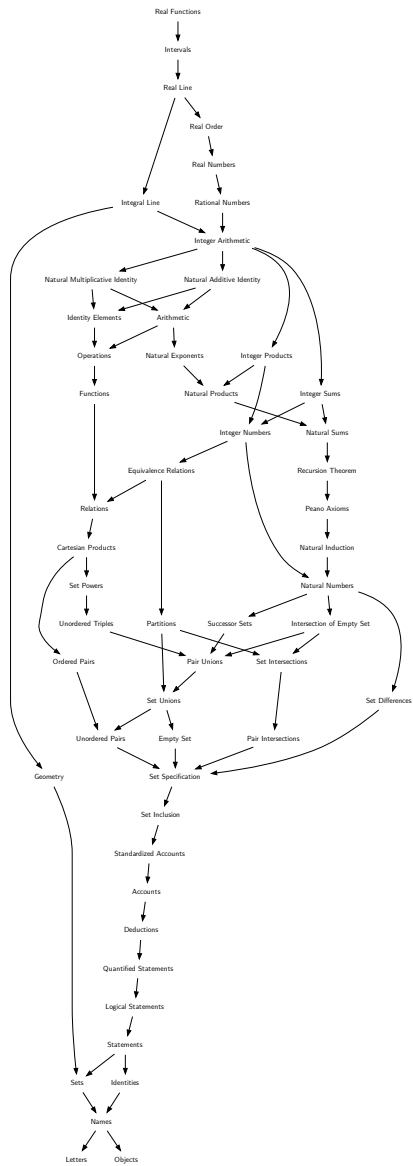 Real Functions
Intervals
Real Line
Real Order
Real Numbers
Integral Line
Rational Numbers
Integer Arithmetic
Natural Multiplicative Identity
Natural Additive Identity
Identity Elements
Arithmetic
Operations
Natural Exponents
Integer Products
Functions
Natural Products
Integer Sums
Integer Numbers
Natural Sums
Equivalence Relations
Recursion Theorem
Relations
Peano Axioms
Cartesian Products
Natural Induction
Set Powers
Natural Numbers
Unordered Triples
Partitions
Successor Sets
Intersection of Empty Set
Ordered Pairs
Pair Unions
Set Intersections
Set Unions
Set Differences
Unordered Pairs
Empty Set
Pair Intersections
Geometry
Set Specification
Set Inclusion
Standardized Accounts
Accounts
Deductions
Quantified Statements
Logical Statements
Statements
Sets
Identities
Names
Letters
Objects